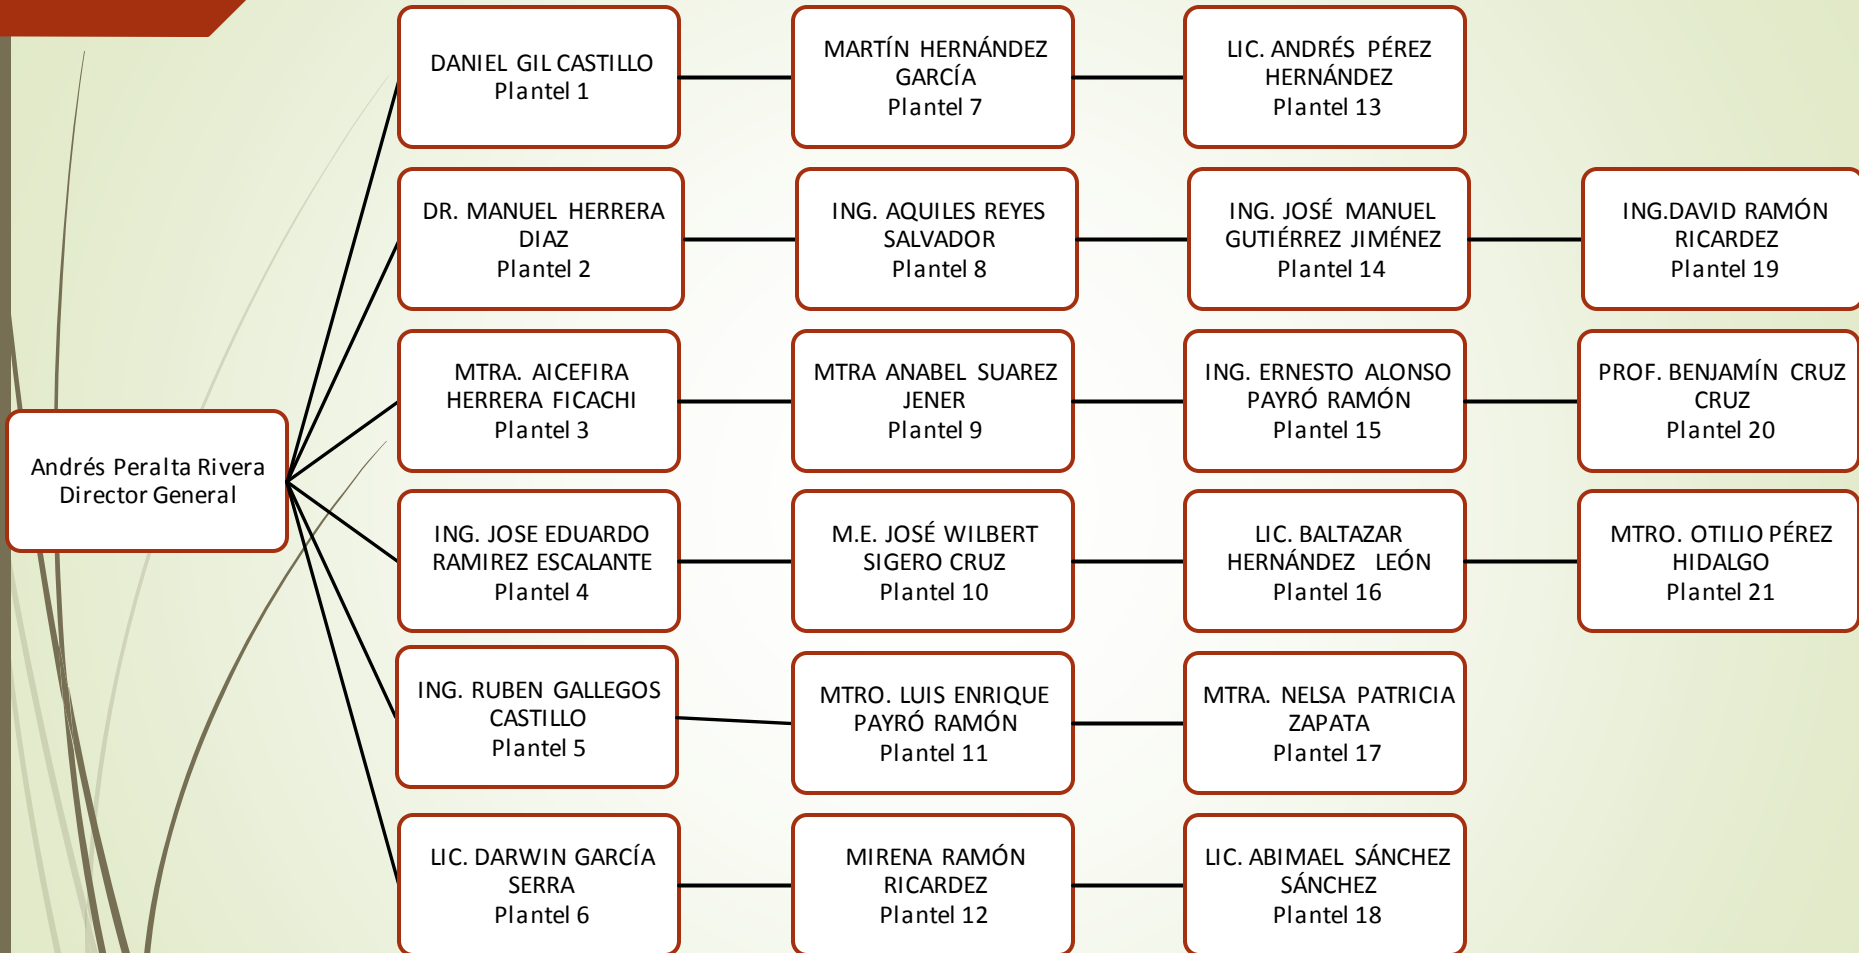 Andrés Peralta Rivera
Director General
DANIEL GIL CASTILLO
Plantel 1
MARTÍN HERNÁNDEZ
GARCÍA
Plantel 7
LIC. ANDRÉS PÉREZ
HERNÁNDEZ
Plantel 13
DR. MANUEL HERRERA
DIAZ
Plantel 2
ING. AQUILES REYES
SALVADOR
Plantel 8
ING. JOSÉ MANUEL
GUTIÉRREZ JIMÉNEZ
Plantel 14
ING.DAVID RAMÓN
RICARDEZ
Plantel 19
MTRA. AICEFIRA
HERRERA FICACHI
Plantel 3
MTRA ANABEL SUAREZ
JENER
Plantel 9
ING. ERNESTO ALONSO
PAYRÓ RAMÓN
Plantel 15
PROF. BENJAMÍN CRUZ
CRUZ
Plantel 20
ING. JOSE EDUARDO
RAMIREZ ESCALANTE
Plantel 4
M.E. JOSÉ WILBERT
SIGERO CRUZ
Plantel 10
LIC. BALTAZAR
HERNÁNDEZ LEÓN
Plantel 16
MTRO. OTILIO PÉREZ
HIDALGO
Plantel 21
ING. RUBEN GALLEGOS
CASTILLO
Plantel 5
MTRO. LUIS ENRIQUE
PAYRÓ RAMÓN
Plantel 11
MTRA. NELSA PATRICIA
ZAPATA
Plantel 17
LIC. DARWIN GARCÍA
SERRA
Plantel 6
MIRENA RAMÓN
RICARDEZ
Plantel 12
LIC. ABIMAEL SÁNCHEZ
SÁNCHEZ
Plantel 18